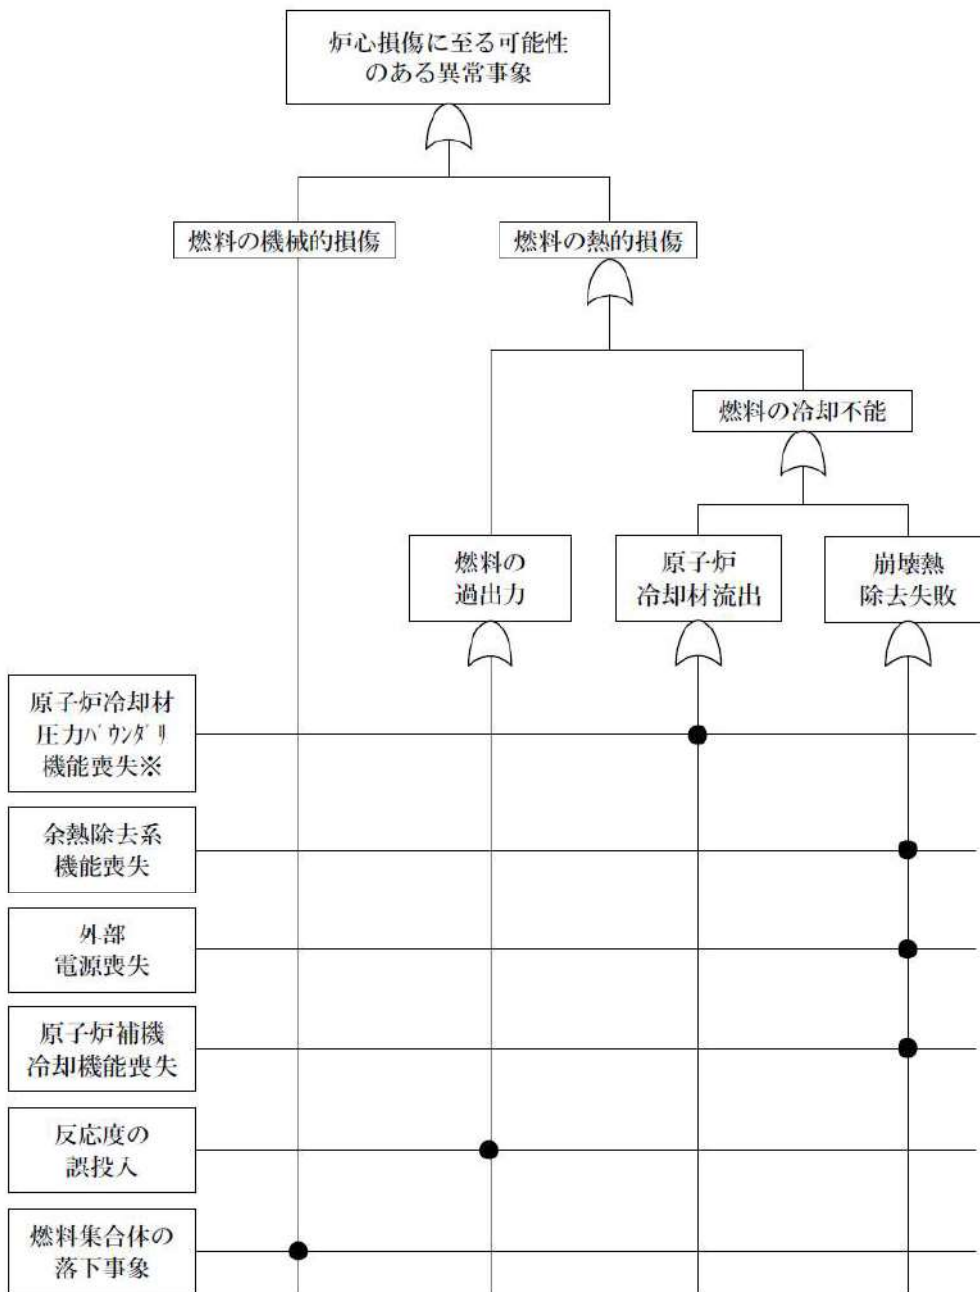 炉心損傷に至る可能性
のある異常事象
燃料の機械的損傷
燃料の熱的損傷
燃料の冷却不能
燃料の
過出力
原子炉
冷却材流出
崩壊熱
除去失敗
原子炉冷却材
圧力ﾊﾞｳﾝﾀﾞﾘ
機能喪失※
余熱除去系
機能喪失
外部
電源喪失
原子炉補機
冷却機能喪失
反応度の
誤投入
燃料集合体の
落下事象